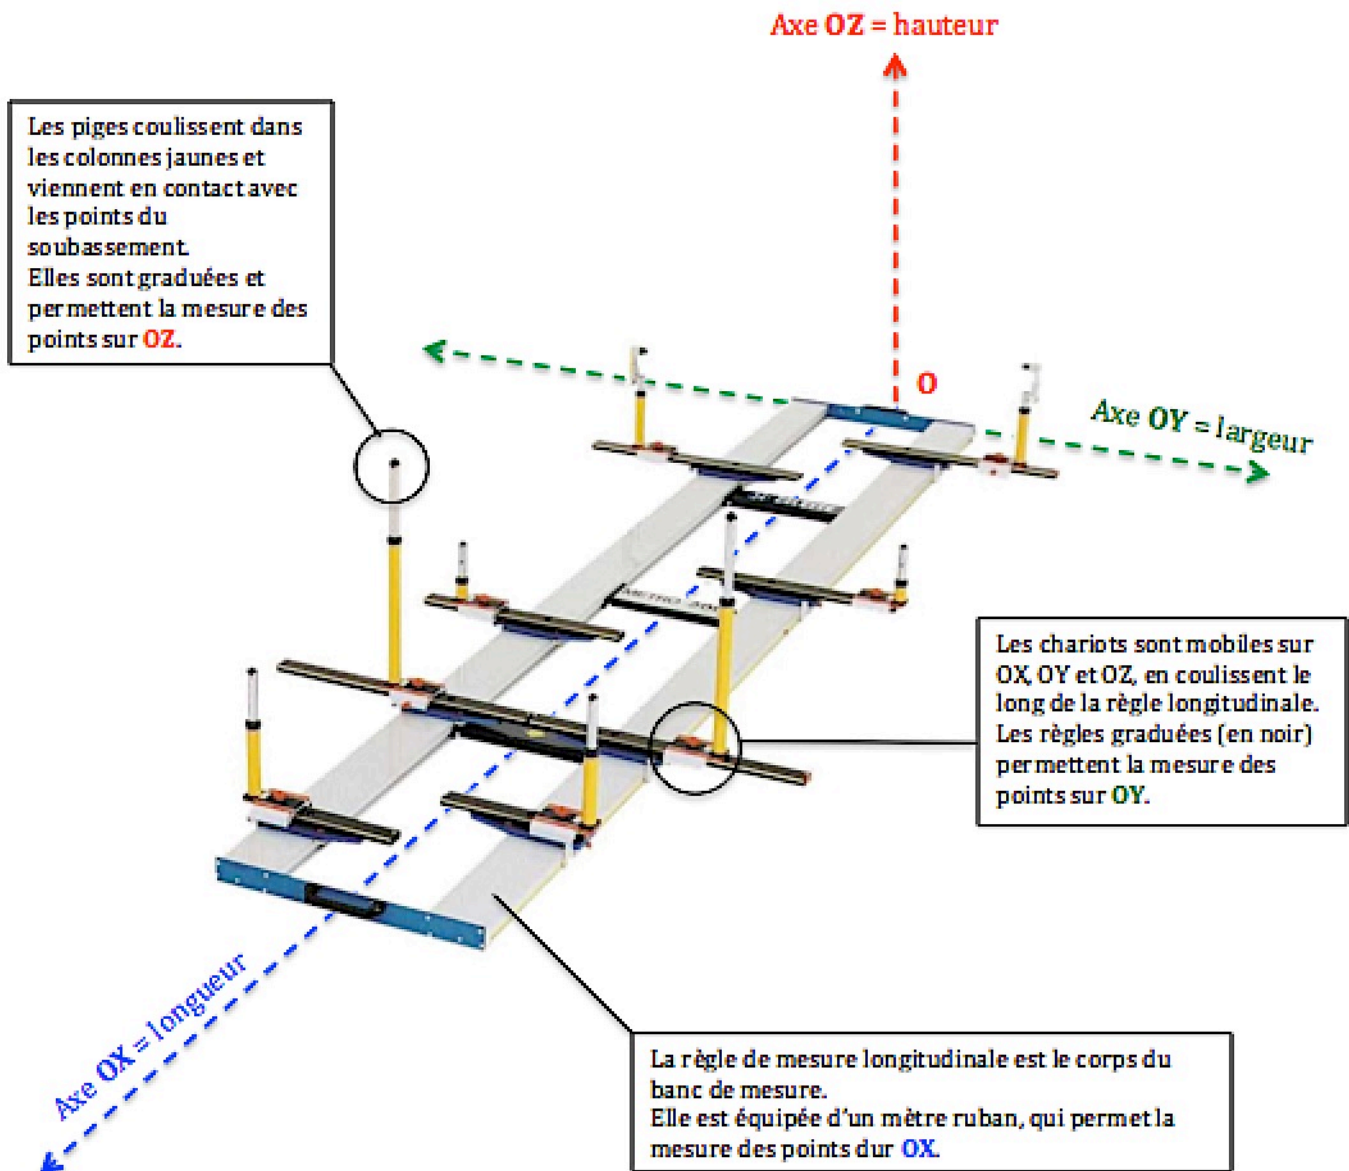 Axe OZ = hauteur
Les piges coulissent dans
les colonnes jaunes et
viennent en contact avec
les points du
soubassement.
Elles sont graduées et
permettent la mesure des
points sur OZ.
O
Axe OY = largeur
Les chariots sont mobiles sur
OX, OY et OZ, en coulissent le
long de la règle longitudinale.
Les règles graduées (en noir)
permettent la mesure des
points sur OY.
Axe OX = longueur
La règle de mesure longitudinale est le corps du
banc de mesure.
Elle est équipée d'un mètre ruban, qui permet la
mesure des points dur OX.